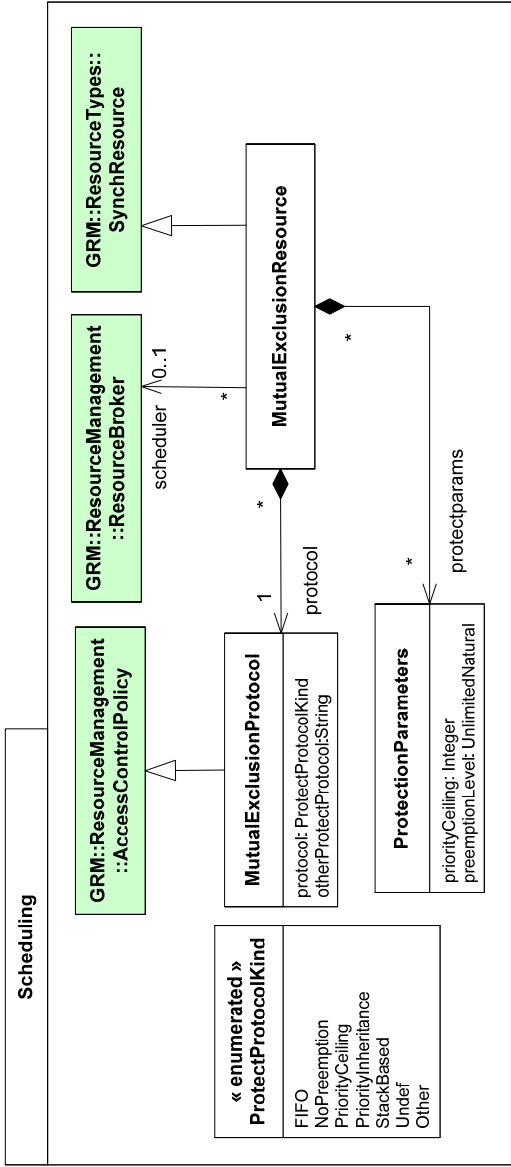 Scheduling
GRM::ResourceManagement
::AccessControlPolicy
GRM::ResourceManagement
::ResourceBroker
GRM::ResourceTypes::
SynchResource
scheduler
0..1
*
« enumerated »
ProtectProtocolKind
FIFO
NoPreemption
PriorityCeiling
PriorityInheritance
StackBased
Undef
Other
MutualExclusionProtocol
protocol: ProtectProtocolKind
otherProtectProtocol:String
1
*
protocol
MutualExclusionResource
*
ProtectionParameters
priorityCeiling: Integer
preemptionLevel: UnlimitedNatural
*
protectparams